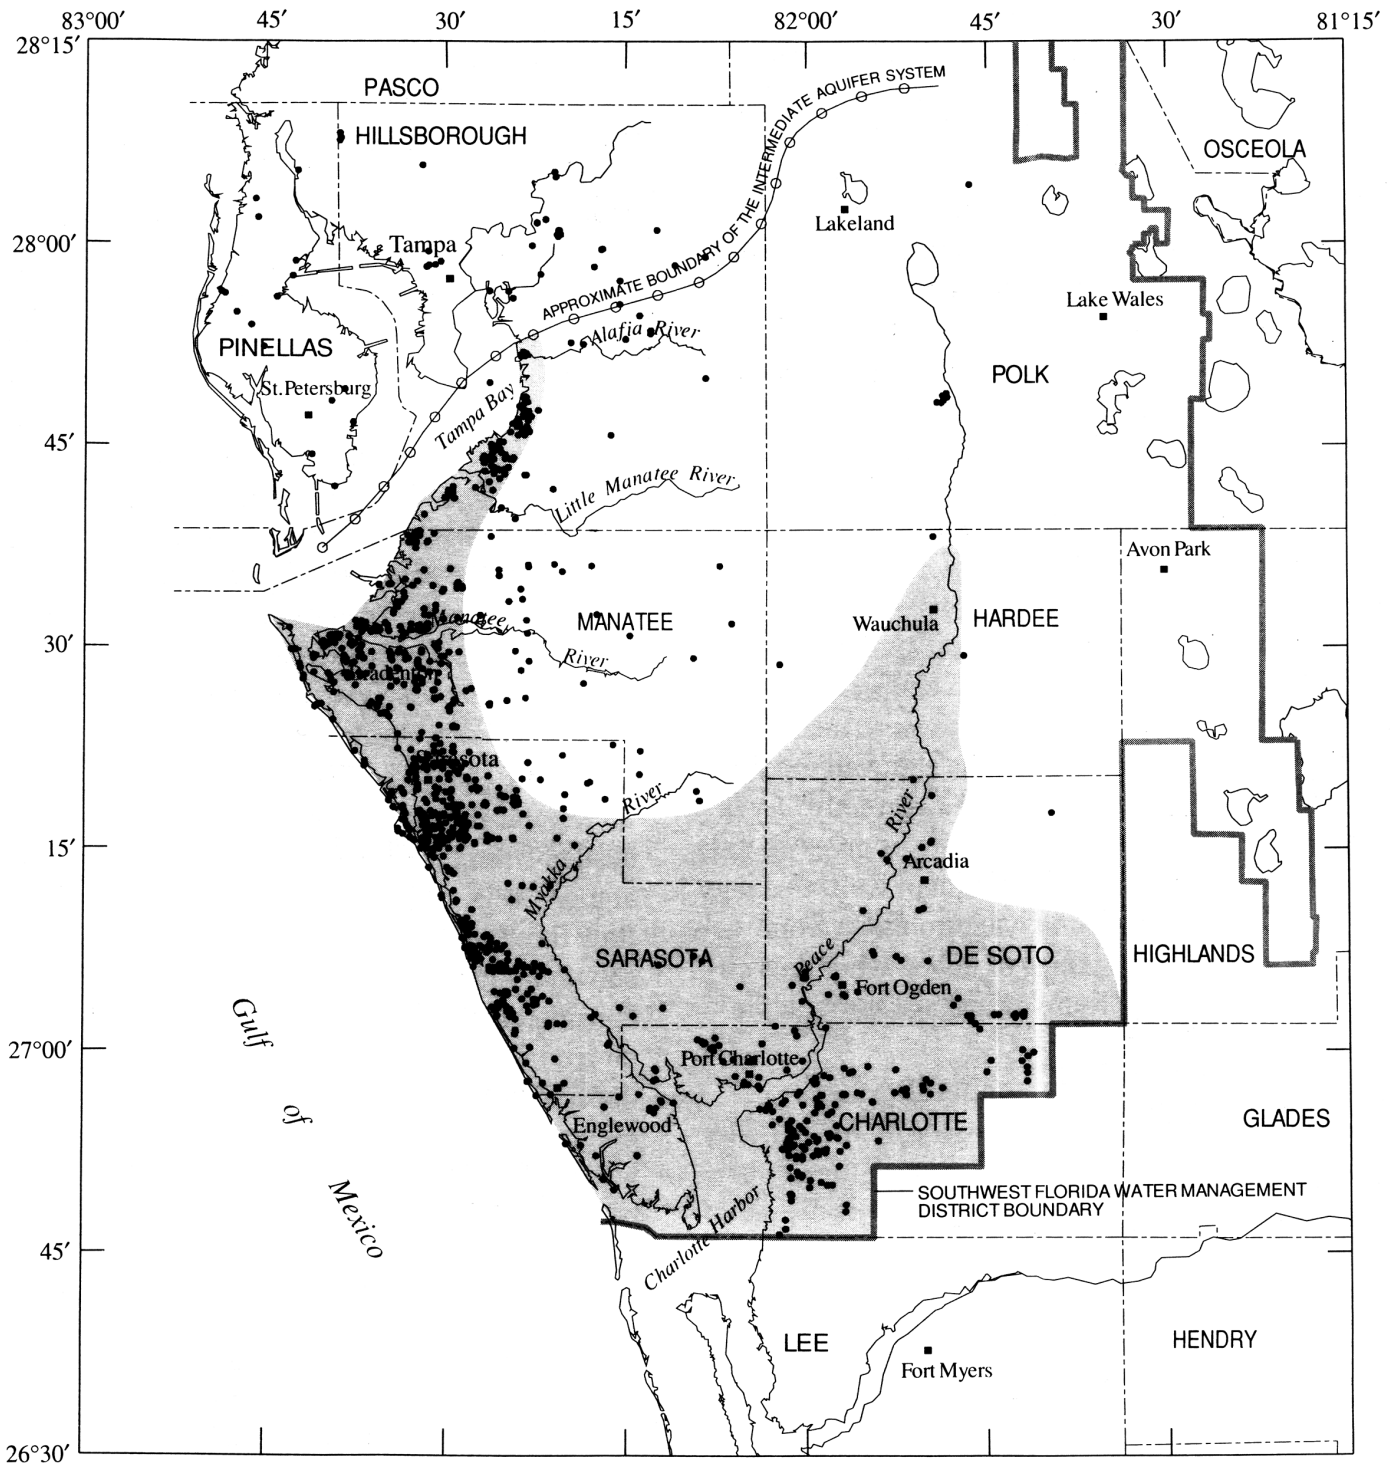 83°00′ 45′ 30′ 15′ 82°00′ 45′ 30′ 81°15′
28°15′
PASCO
HILLSBOROUGH
APPROXIMATE BOUNDARY OF THE INTERMEDIATE AQUIFER SYSTEM
OSCEOLA
Lakeland
28°00′
Tampa
Lake Wales
Alafia River
PINELLAS
St. Petersburg
POLK
Tampa Bay
45′
Little Manatee River
Avon Park
Manatee
River
MANATEE
Wauchula
HARDEE
30′
Bradenton
Sarasota
River
Myakka
River
15′
Arcadia
SARASOTA
Peace
DE SOTO
HIGHLANDS
Fort Ogden
Gulf
of
Mexico
27°00′
Port Charlotte
Englewood
CHARLOTTE
GLADES
SOUTHWEST FLORIDA WATER MANAGEMENT
DISTRICT BOUNDARY
Charlotte Harbor
45′
LEE
HENDRY
Fort Myers
26°30′